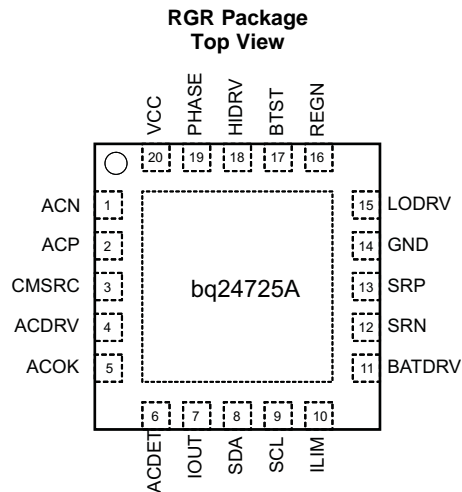 RGR Package
Top View
VCC
PHASE
HIDRV
BTST
REGN
20 19 18 17 16
ACN 1
ACP 2
CMSRC 3
ACDRV 4
ACOK 5
bq24725A
15 LODRV
14 GND
13 SRP
12 SRN
11 BATDRV
6 7 8 9 10
ACDET
IOUT
SDA
SCL
ILIM